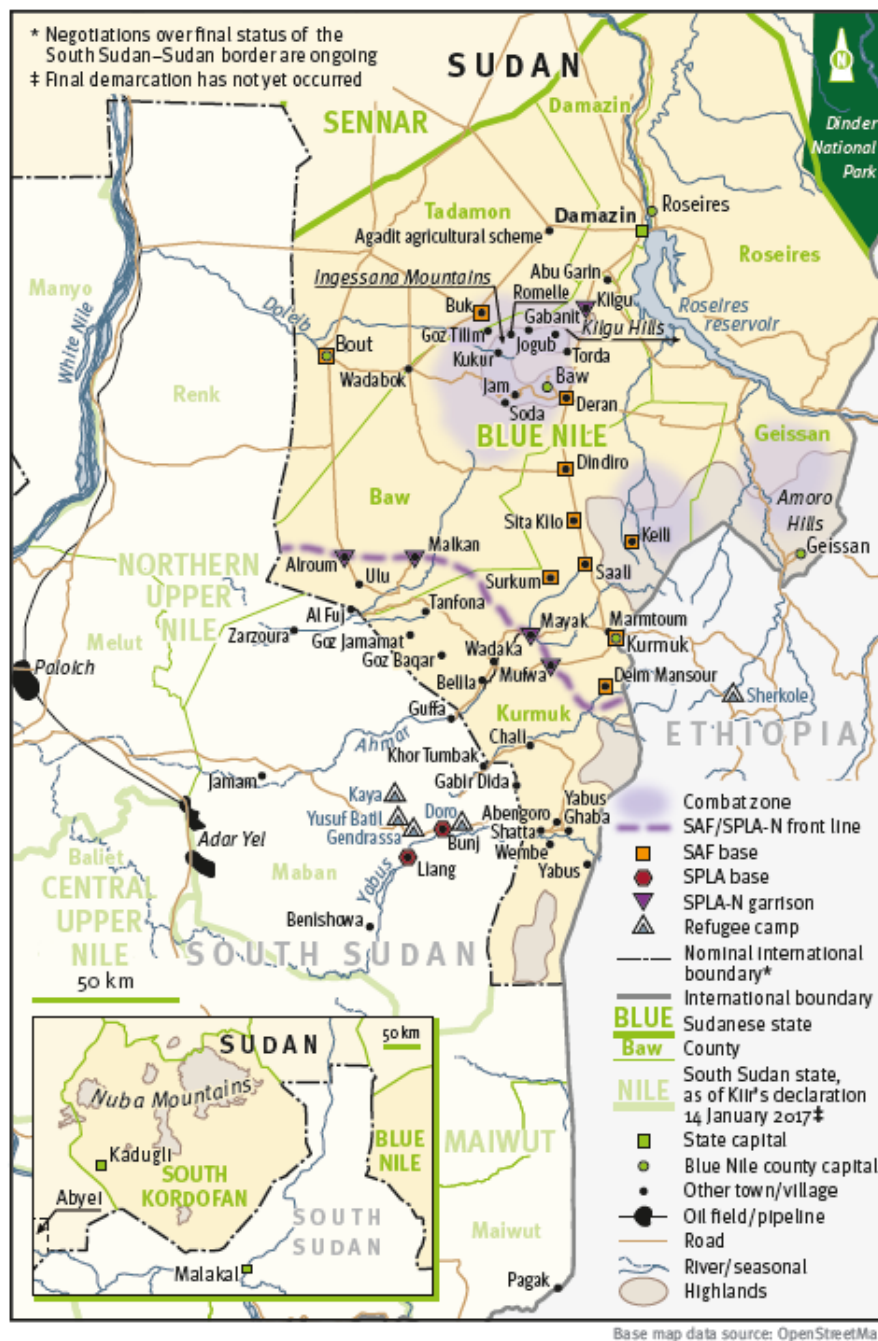 * Negotiations over final status of the
South Sudan–Sudan border are ongoing
‡ Final demarcation has not yet occurred
SUDAN
N
Dinder
National
Park
SENNAR
Damazin
Tadamon
Damazin
Roseires
Agadit agricultural scheme
Roseires
Manyo
White Nile
Doleib
Ingessana Mountains
Abu Garin
Romelle
Kilgu
Buk
Gabanit
Roseires
reservoir
Goz Tilim
Jogub
Kilgu Hills
Bout
Kukur
Torda
Renk
Wadabok
Jam
Baw
Soda
Deran
BLUE NILE
Geissan
Dindiro
Baw
Amoro
Hills
Sita Kilo
Keili
Geissan
Malkan
NORTHERN
UPPER
NILE
Alroum
Ulu
Surkum
Saali
Tanfona
Al Fuj
Melut
Zarzoura
Goz Jamamat
Mayak
Marmtoum
Kurmuk
Goz Baqar
Wadaka
Mufwa
Paloich
Belila
Deim Mansour
Sherkole
Guffa
Kurmuk
ETHIOPIA
Ahmar
Chali
Khor Tumbak
Jamam
Gabir Dida
Kaya
Yusuf Batil
Gendrassa
Doro
Bunj
Abengoro
Yabus
Ghaba
Shatta
Wembe
Adar Yel
Yabus
Baliet
Maban
Liang
Yabus
CENTRAL
UPPER
NILE
Benishowa
SOUTH SUDAN
50 km
Combat zone
SAF/SPLA-N front line
SAF base
SPLA base
SPLA-N garrison
Refugee camp
Nominal international
boundary*
International boundary
BLUE Sudanese state
Baw County
NILE South Sudan state,
as of Kiir's declaration
14 January 2017‡
State capital
Blue Nile county capital
Other town/village
Oil field/pipeline
Road
River/seasonal
Highlands
SUDAN
50 km
Nuba Mountains
Kadugli
SOUTH
KORDOFAN
BLUE
NILE
Abyei
SOUTH
SUDAN
Malakal
MAIWUT
Maiwut
Pagak
Base map data source: OpenStreetMa